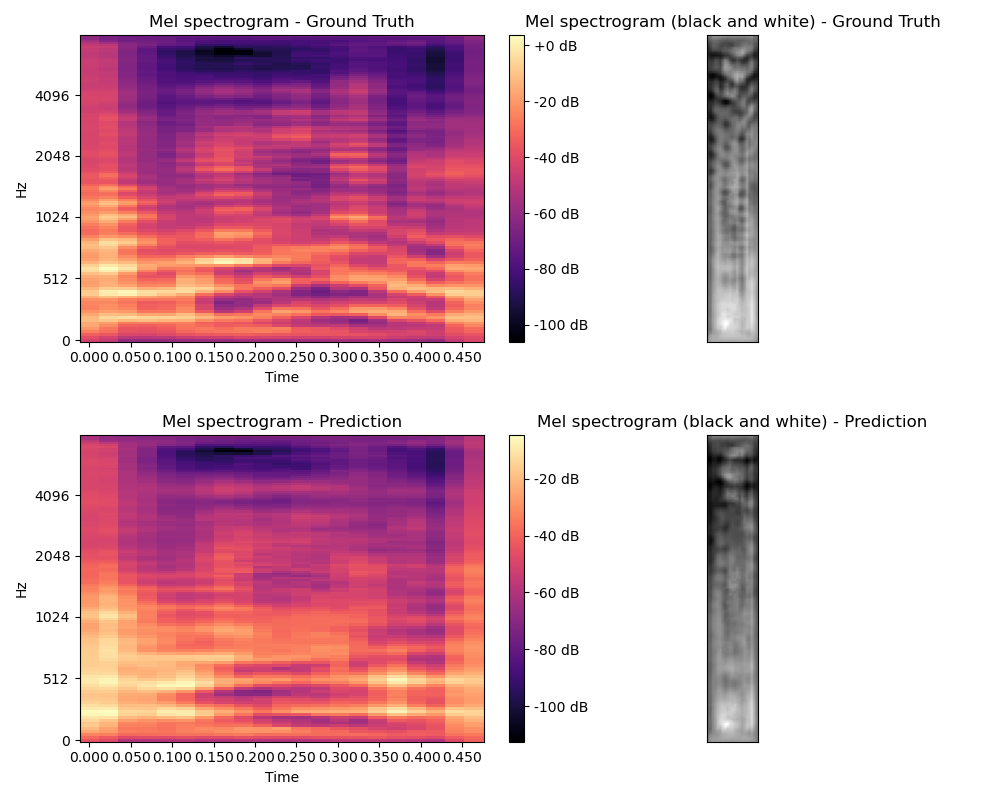 Mel spectrogram - Ground Truth
Mel spectrogram (black and white) - Ground Truth
Hz
4096
2048
1024
512
0
0.000 0.050 0.100 0.150 0.200 0.250 0.300 0.350 0.400 0.450
Time
+0 dB
-20 dB
-40 dB
-60 dB
-80 dB
-100 dB
Mel spectrogram - Prediction
Mel spectrogram (black and white) - Prediction
Hz
4096
2048
1024
512
0
0.000 0.050 0.100 0.150 0.200 0.250 0.300 0.350 0.400 0.450
Time
-20 dB
-40 dB
-60 dB
-80 dB
-100 dB